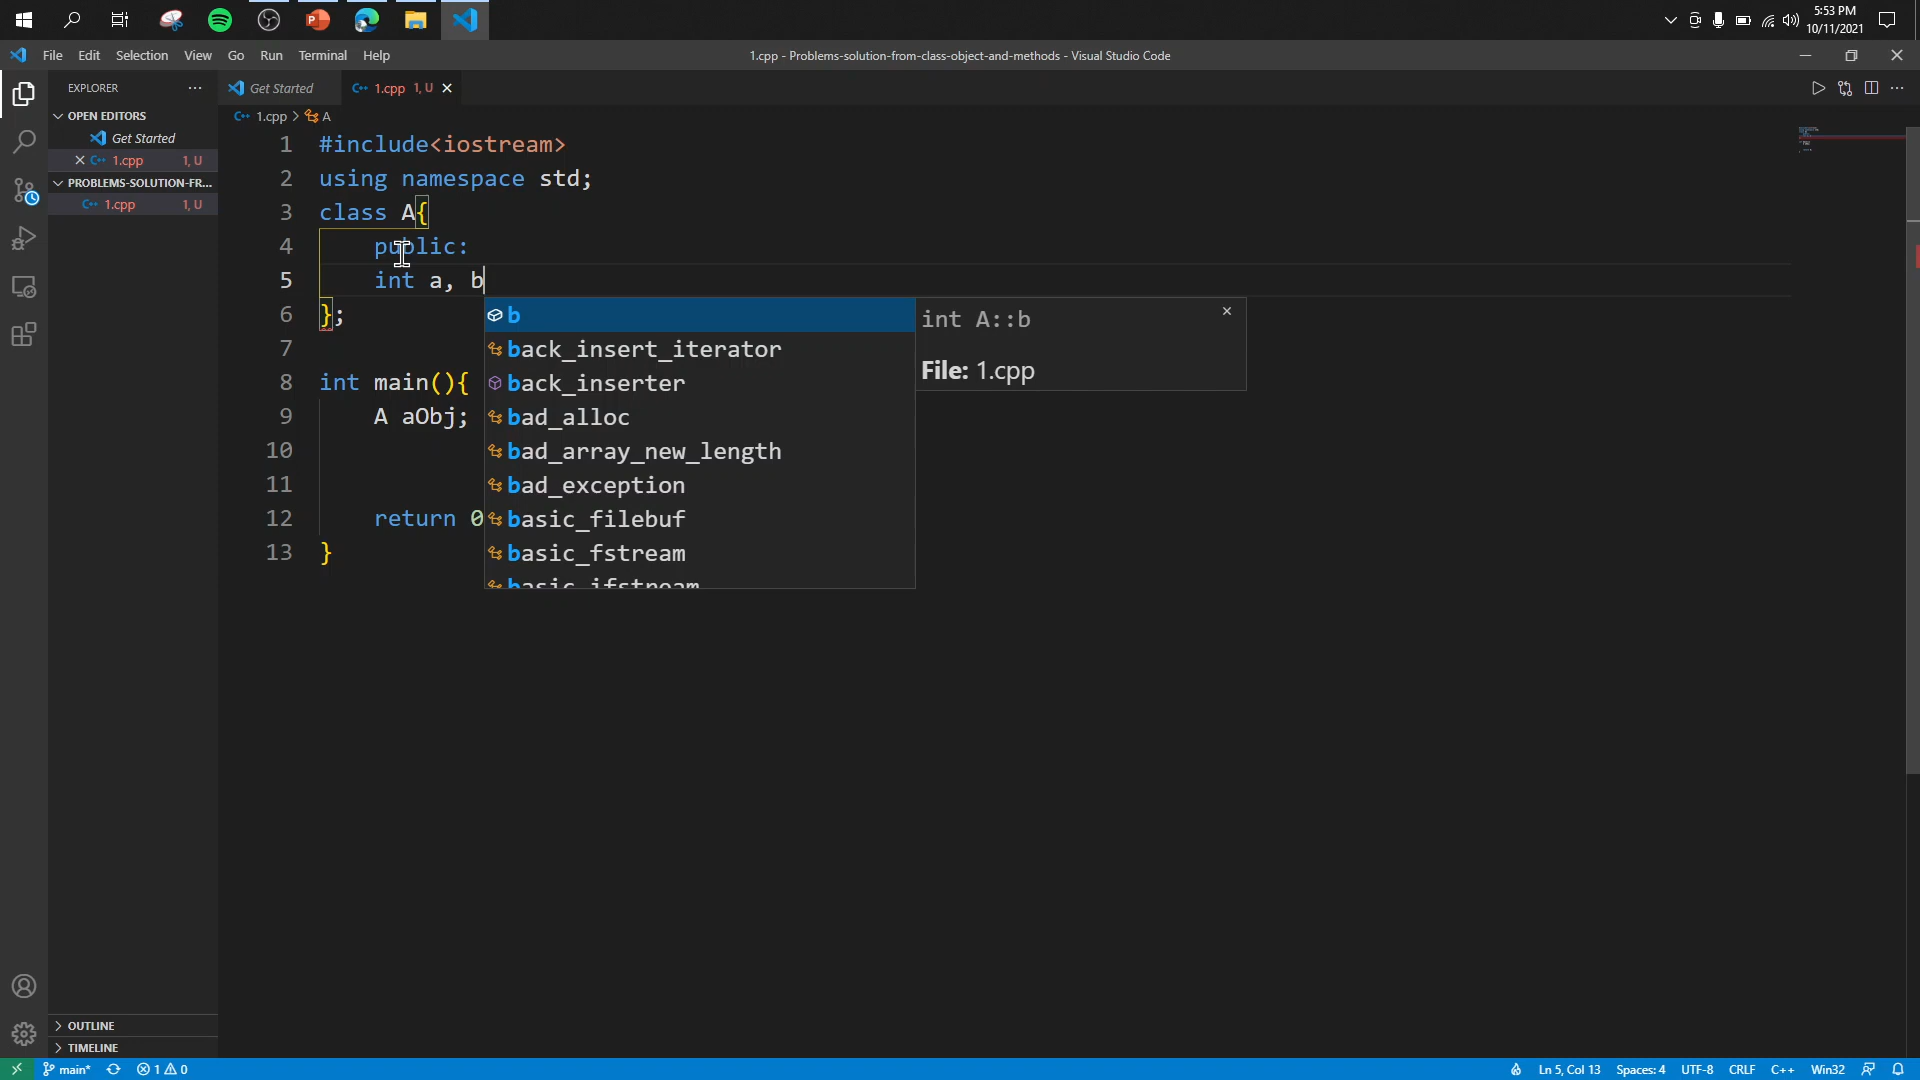 5:53 PM
10/11/2021
File Edit Selection View Go Run Terminal Help
1.cpp - Problems-solution-from-class-object-and-methods - Visual Studio Code
EXPLORER
Get Started
1.cpp 1, U
OPEN EDITORS
Get Started
1.cpp 1, U
PROBLEMS-SOLUTION-FR...
1.cpp 1, U
1.cpp > A
1 #include<iostream>
2 using namespace std;
3 class A{
4 public:
5 int a, b
6 };
7
8 int main(){
9 A aObj;
10
11
12 return 0
13 }
b
back_insert_iterator
back_inserter
bad_alloc
bad_array_new_length
bad_exception
basic_filebuf
basic_fstream
basic_ifstream
int A::b
File: 1.cpp
OUTLINE
TIMELINE
main* 1 0
Ln 5, Col 13 Spaces: 4 UTF-8 CRLF C++ Win32